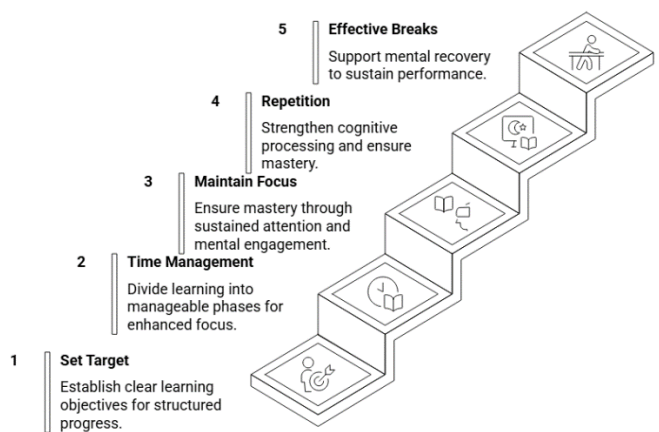 5 Effective Breaks
Support mental recovery
to sustain performance.
4 Repetition
Strengthen cognitive
processing and ensure
mastery.
3 Maintain Focus
Ensure mastery through
sustained attention and
mental engagement.
2 Time Management
Divide learning into
manageable phases for
enhanced focus.
1 Set Target
Establish clear learning
objectives for structured
progress.